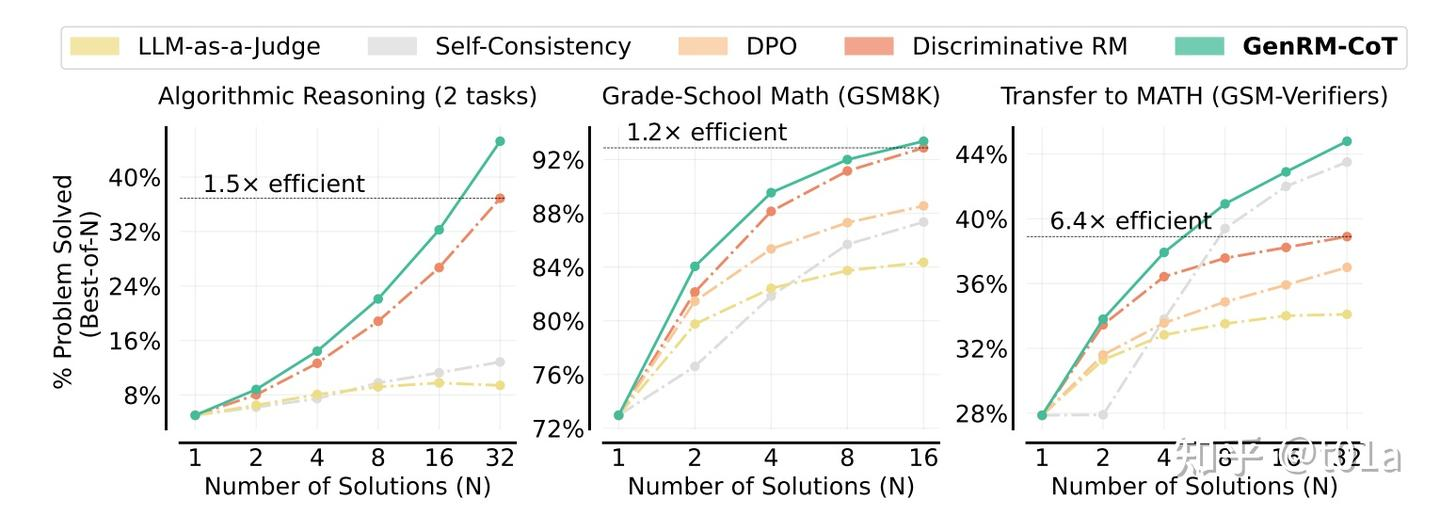 LLM-as-a-Judge Self-Consistency DPO Discriminative RM GenRM-CoT
Algorithmic Reasoning (2 tasks)
% Problem Solved
(Best-of-N)
40%
32%
24%
16%
8%
1.5× efficient
1 2 4 8 16 32
Number of Solutions (N)
Grade-School Math (GSM8K)
92%
88%
84%
80%
76%
72%
1.2× efficient
1 2 4 8 16
Number of Solutions (N)
Transfer to MATH (GSM-Verifiers)
44%
40%
36%
32%
28%
6.4× efficient
1 2 4 8 16 32
Number of Solutions (N)